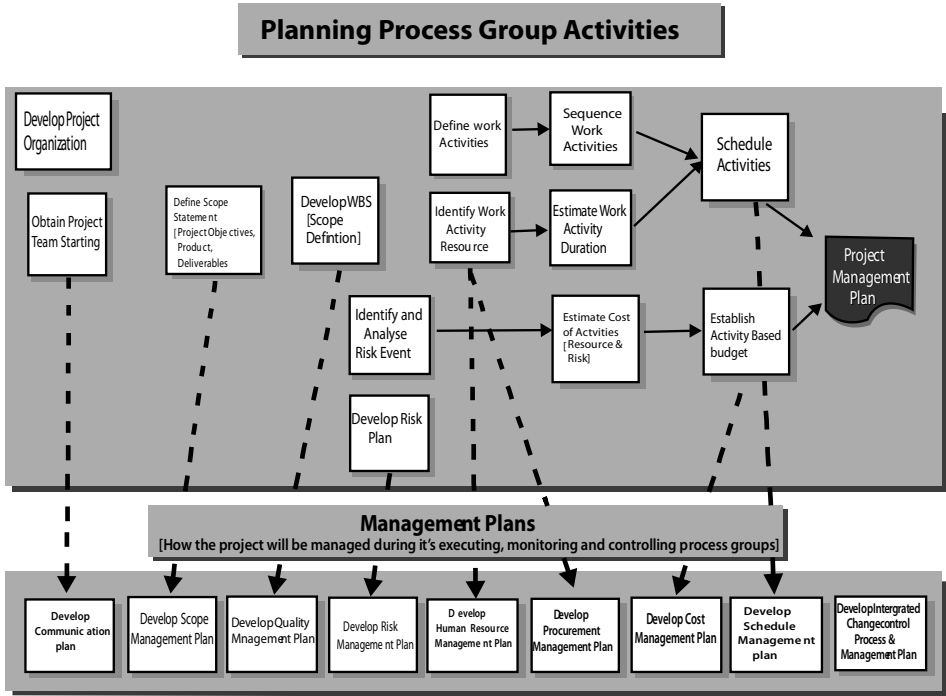 Planning Process Group Activities
Develop Project
Organization
Define work
Activities
Sequence
Work
Activities
Schedule
Activities
Obtain Project
Team Starting
Define Scope
Statement
[Project Objectives,
Product,
Deliverables
Develop WBS
[Scope
Defintion]
Identify Work
Activity
Resource
Estimate Work
Activity
Duration
Project
Management
Plan
Identify and
Analyse
Risk Event
Estimate Cost
of Actvities
[Resource &
Risk]
Establish
Activity Based
budget
Develop Risk
Plan
Management Plans
[How the project will be managed during it's executing, monitoring and controlling process groups]
Develop
Communication
plan
Develop Scope
Management Plan
Develop Quality
Mnagement Plan
Develop Risk
Management Plan
Develop
Human Resource
Management Plan
Develop
Procurement
Management Plan
Develop Cost
Management Plan
Develop
Schedule
Management
plan
Develop Intergrated
Changecontrol
Process &
Management Plan